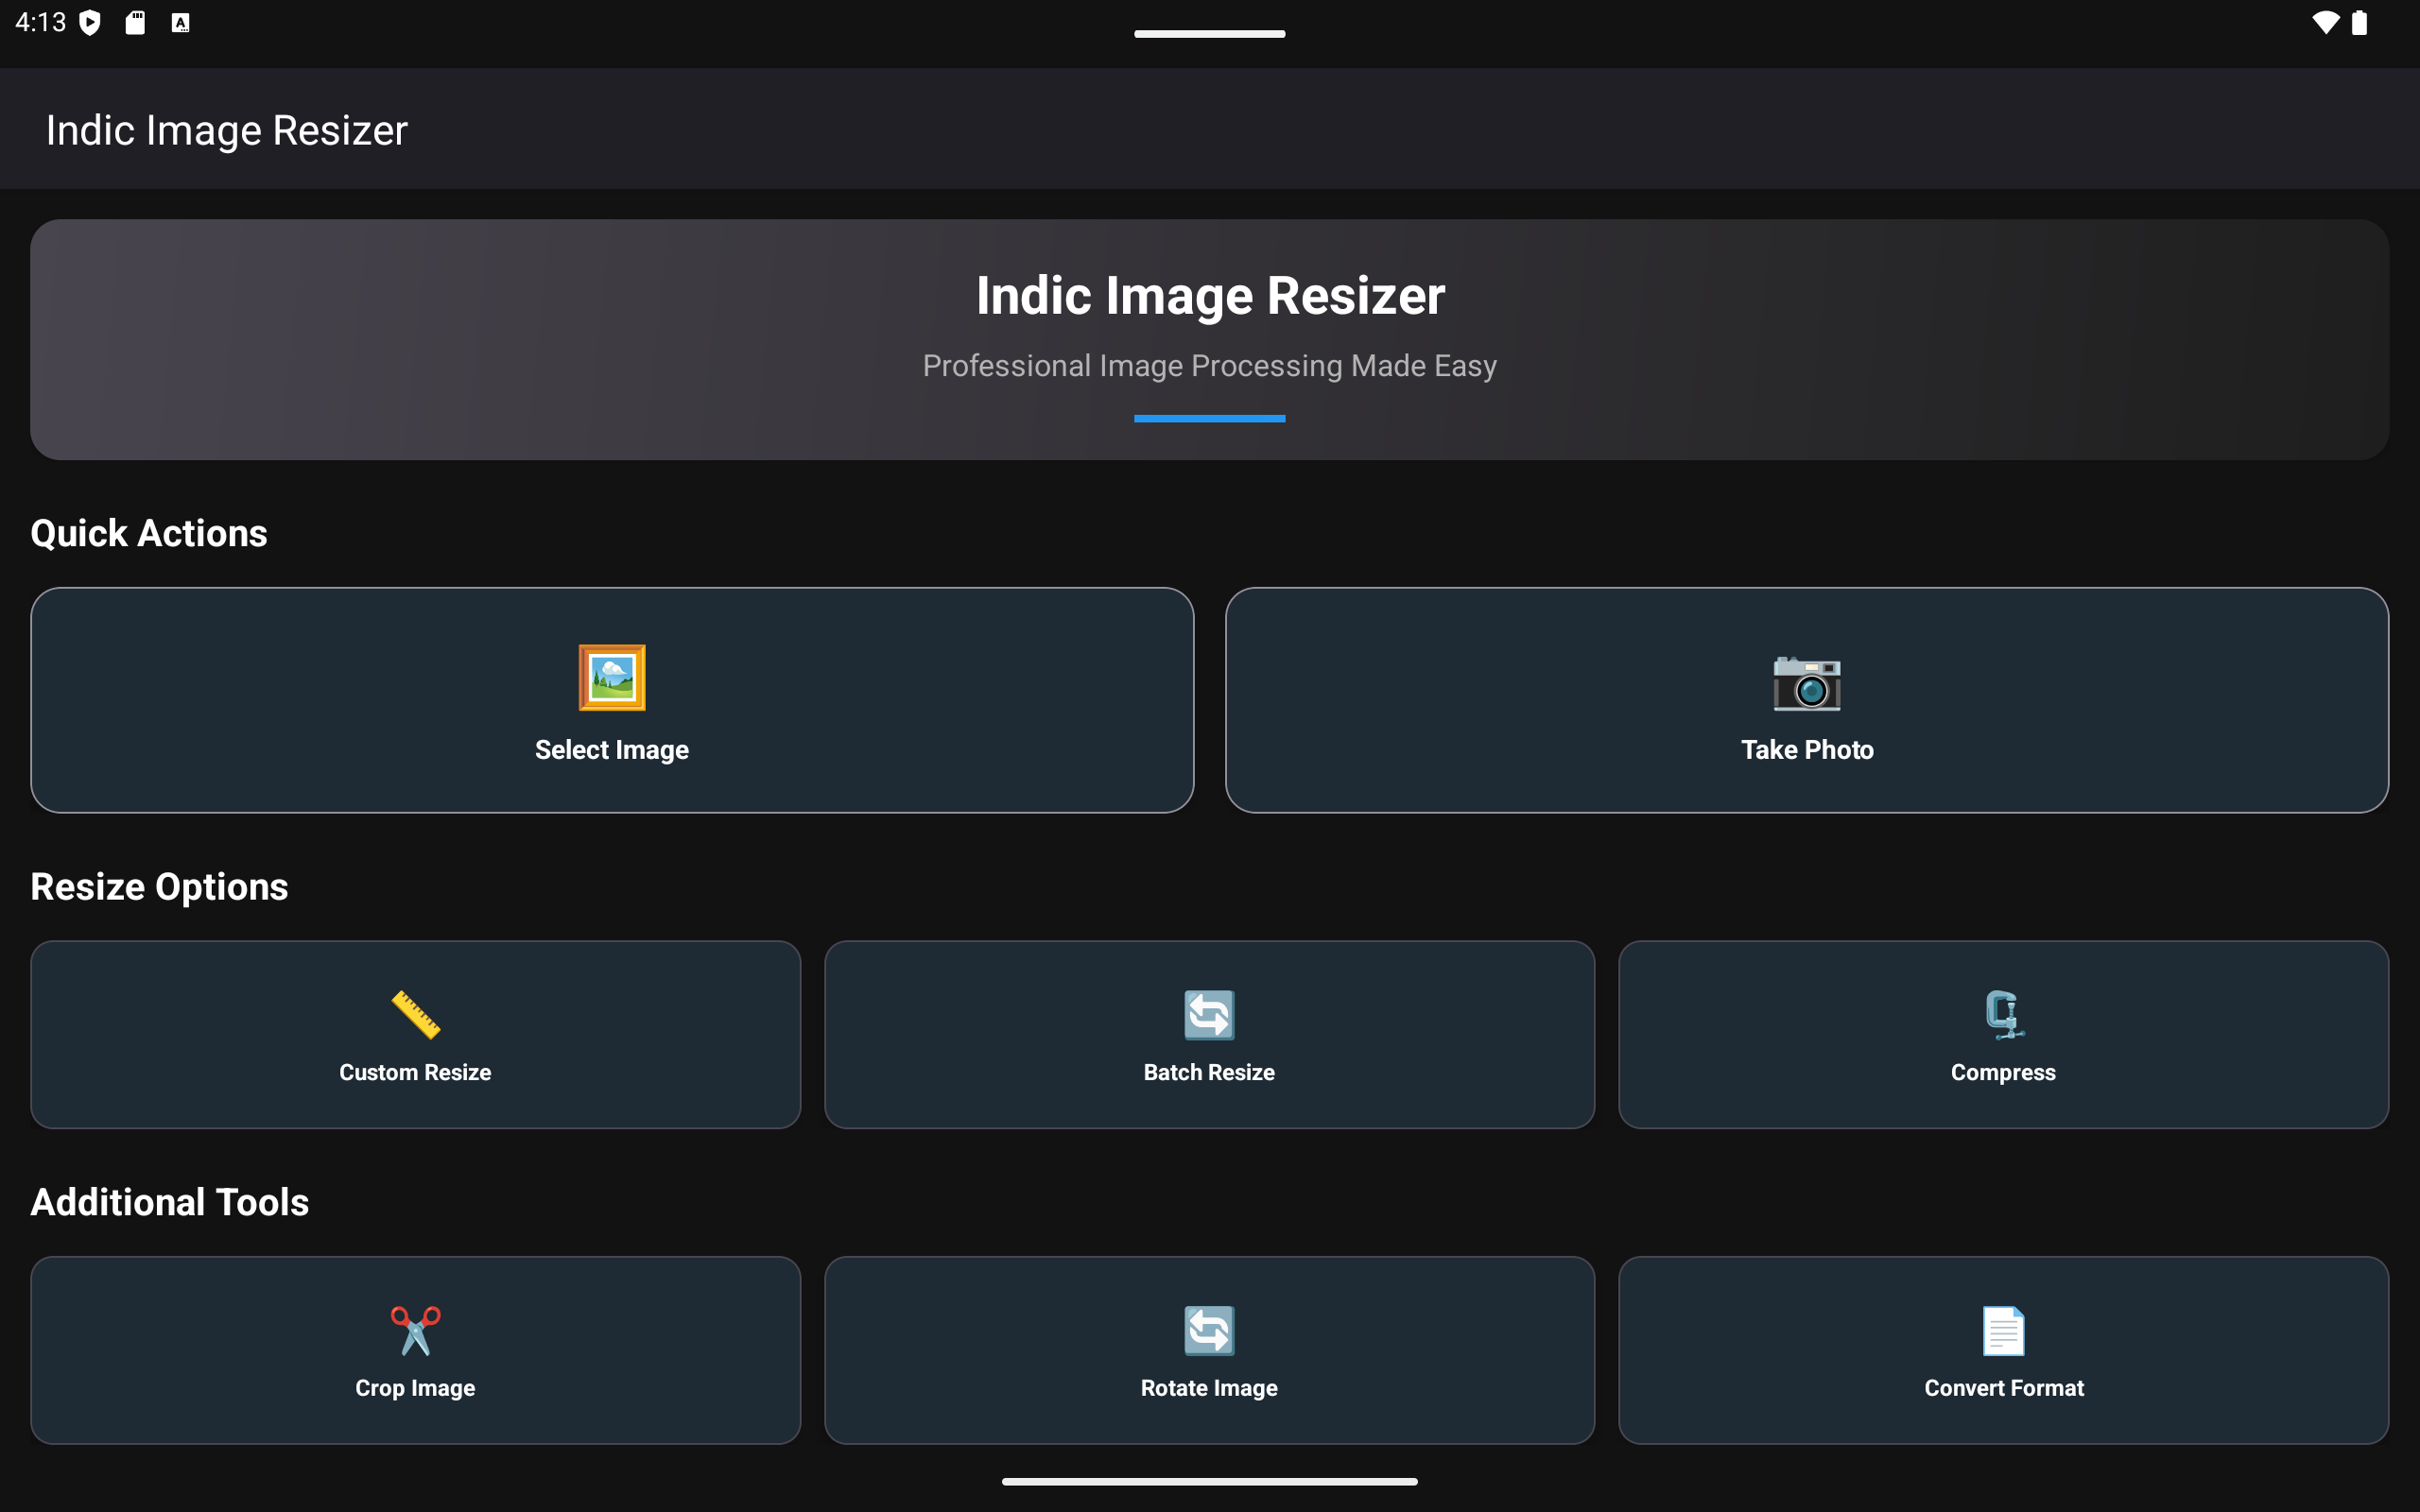 4:13
Indic Image Resizer
Indic Image Resizer
Professional Image Processing Made Easy
Quick Actions
Select Image
Take Photo
Resize Options
Custom Resize
Batch Resize
Compress
Additional Tools
Crop Image
Rotate Image
Convert Format